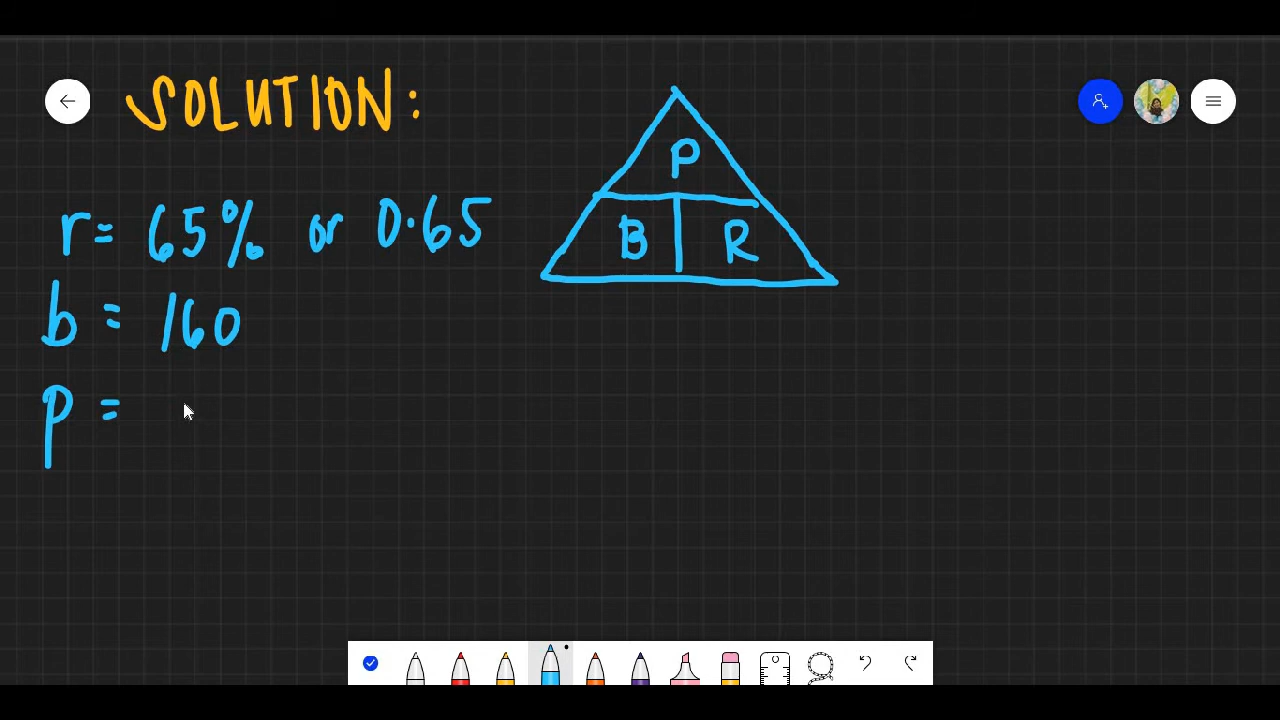 SOLUTION:
P
B R
r = 65% or 0.65
b = 160
p =